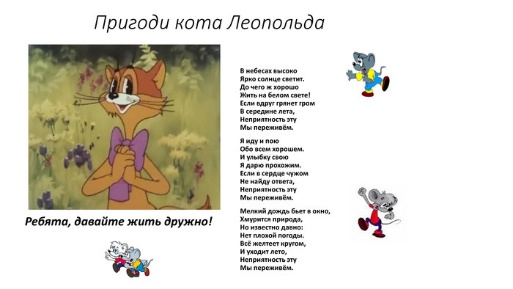 Пригоди кота Леопольда
В небесах высоко
Ярко солнце светит.
До чего ж хорошо
Жить на белом свете!
Если вдруг грянет гром
В середине лета,
Неприятность эту
Мы переживём.
Я иду и пою
Обо всем хорошем.
И улыбку свою
Я дарю прохожим.
Если в сердце чужом
Не найду ответа,
Неприятность эту
Мы переживём.
Мелкий дождь бьет в окно,
Хмурится природа,
Но известно давно:
Нет плохой погоды.
Всё желтеет кругом,
И уходит лето,
Неприятность эту
Мы переживём.
Ребята, давайте жить дружно!